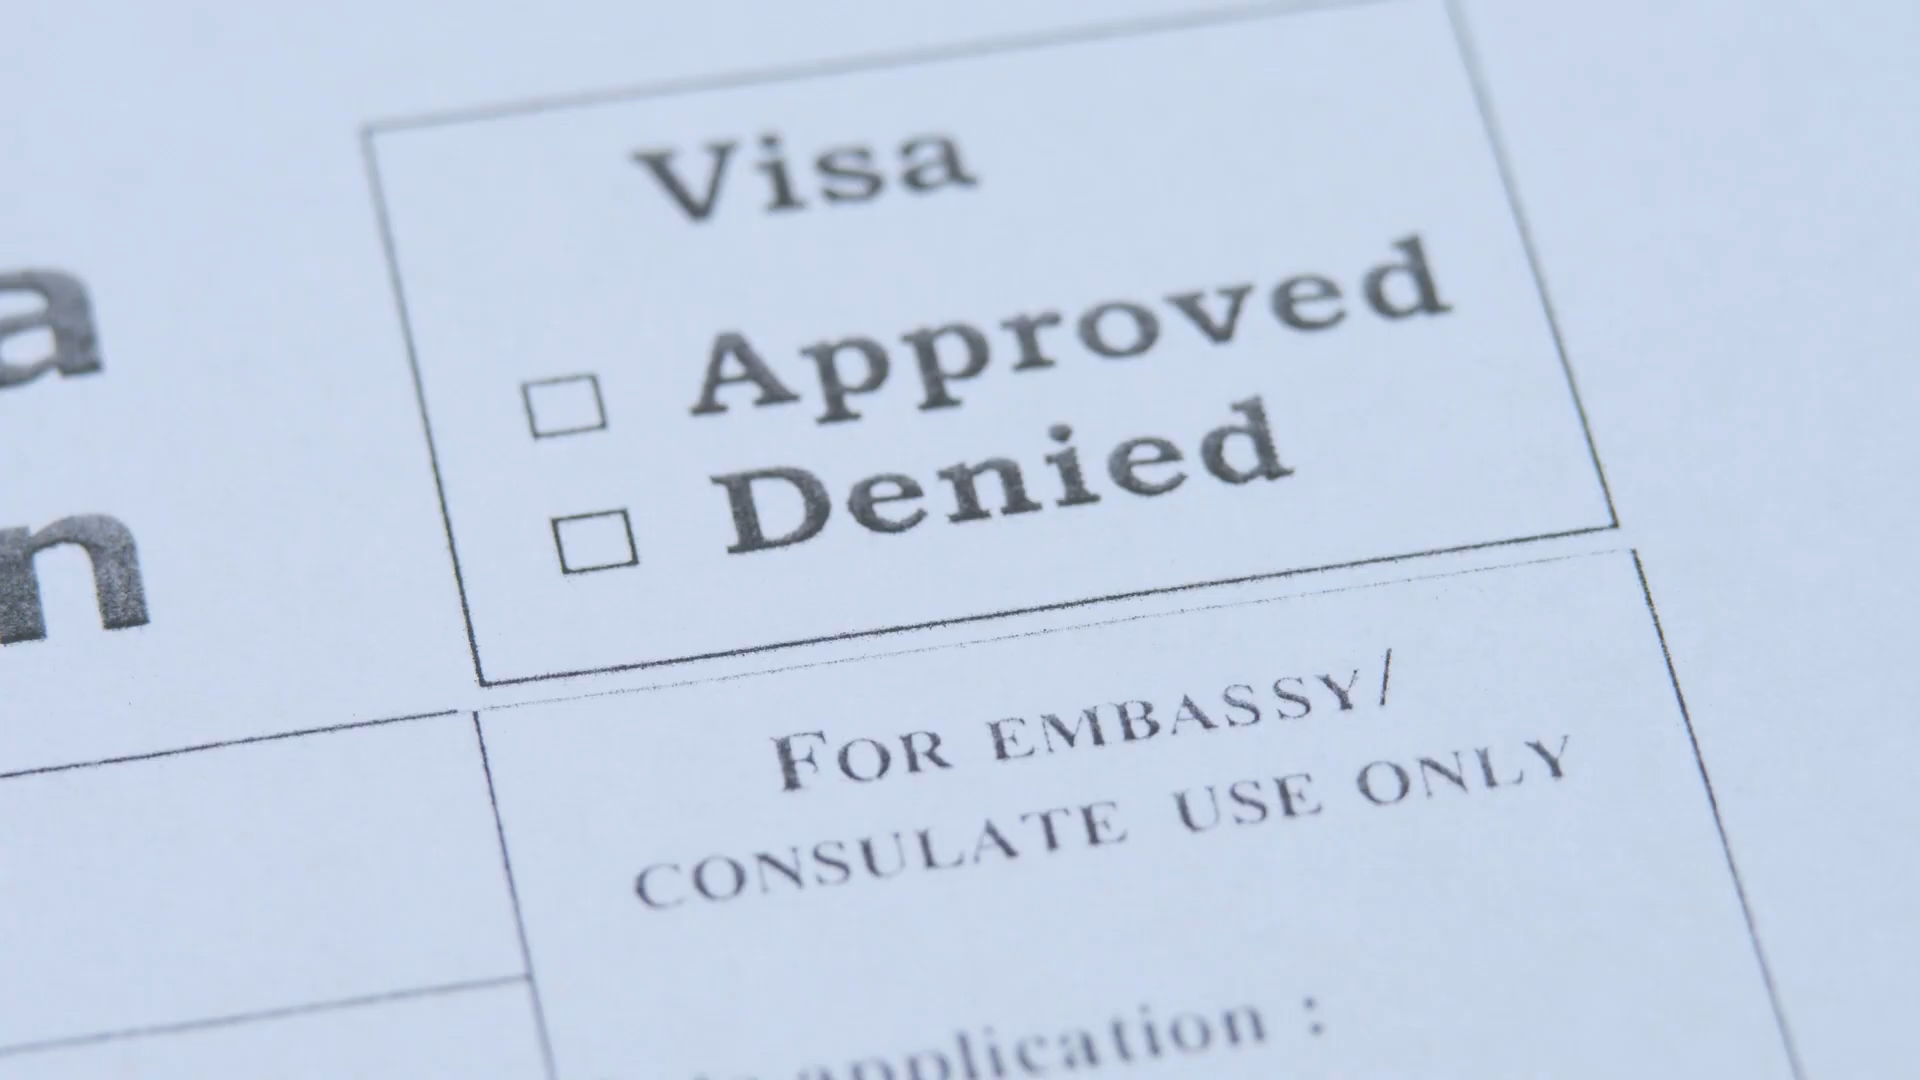 Visa
Approved
Denied
FOR EMBASSY/
CONSULATE USE ONLY
application :